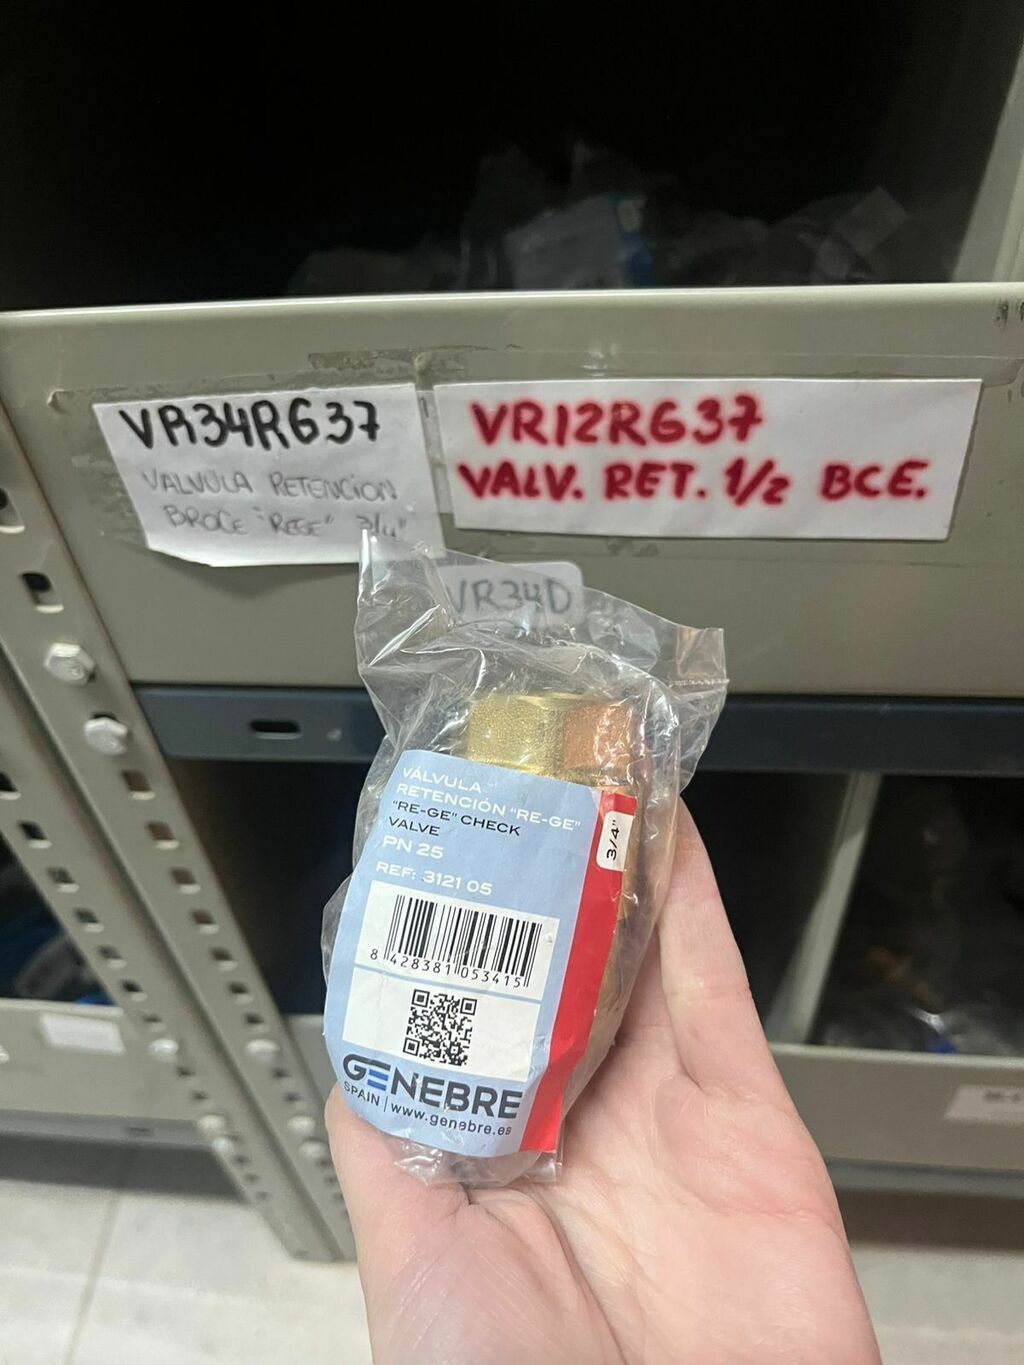 VR34RG37
VALVULA RETENCION
BROCE "REGE" 3/4"
VR12RG37
VALV. RET. 1/2 BCE.
VR34D
VÁLVULA
RETENCIÓN "RE-GE"
"RE-GE" CHECK
VALVE
PN 25
REF: 3121 05
3/4"
8 428381 053415
GENEBRE
SPAIN | www.genebre.es